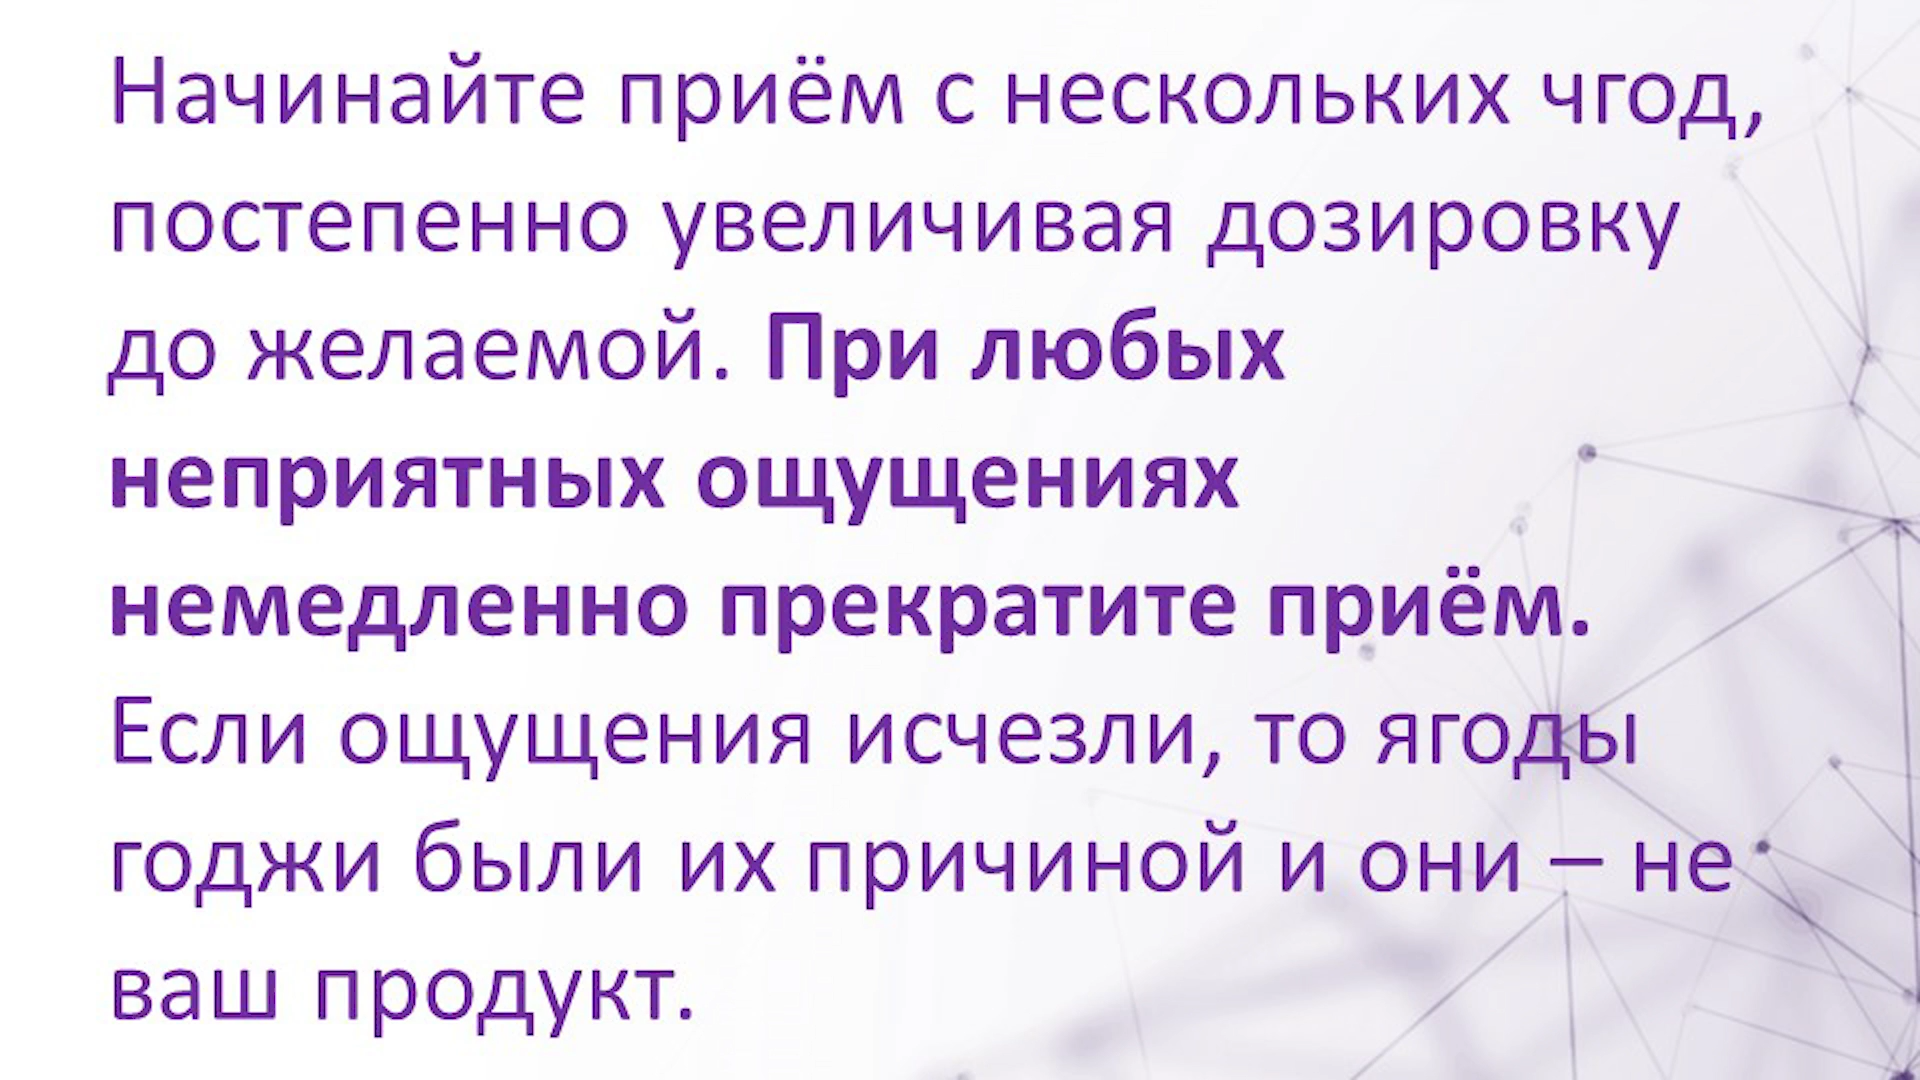 Начинайте приём с нескольких чгод,
постепенно увеличивая дозировку
до желаемой. При любых
неприятных ощущениях
немедленно прекратите приём.
Если ощущения исчезли, то ягоды
годжи были их причиной и они – не
ваш продукт.